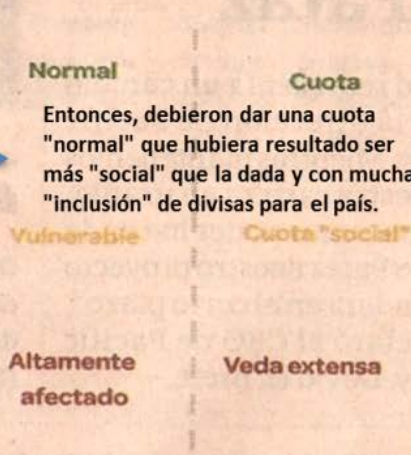 Normal
Cuota
Entonces, debieron dar una cuota
"normal" que hubiera resultado ser
más "social" que la dada y con mucha
"inclusión" de divisas para el país.
Vulnerable
Cuota "social"
Altamente
afectado
Veda extensa